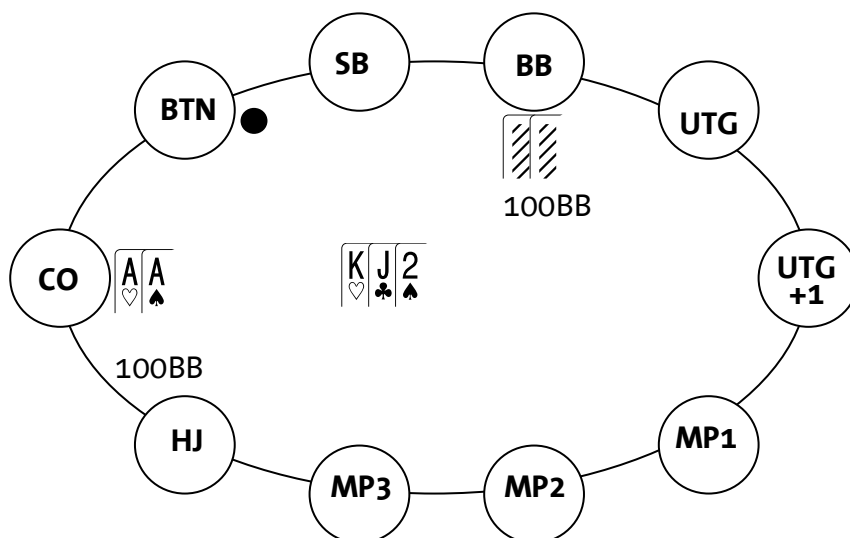 SB
BB
BTN
UTG
100BB
CO
A A
♡ ♠
K J 2
♡ ♣ ♠
UTG
+1
100BB
HJ
MP1
MP3
MP2